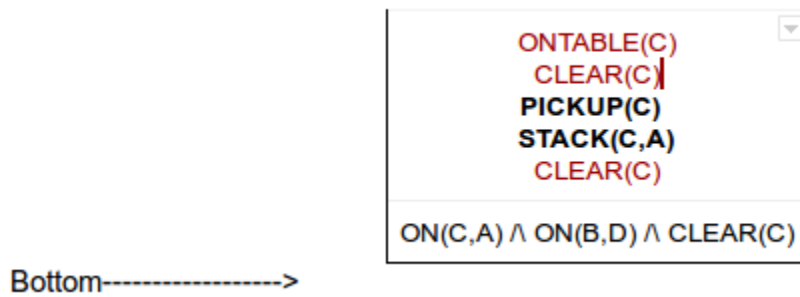 ONTABLE(C)
CLEAR(C)
PICKUP(C)
STACK(C,A)
CLEAR(C)
ON(C,A) /\ ON(B,D) /\ CLEAR(C)
Bottom------------------>